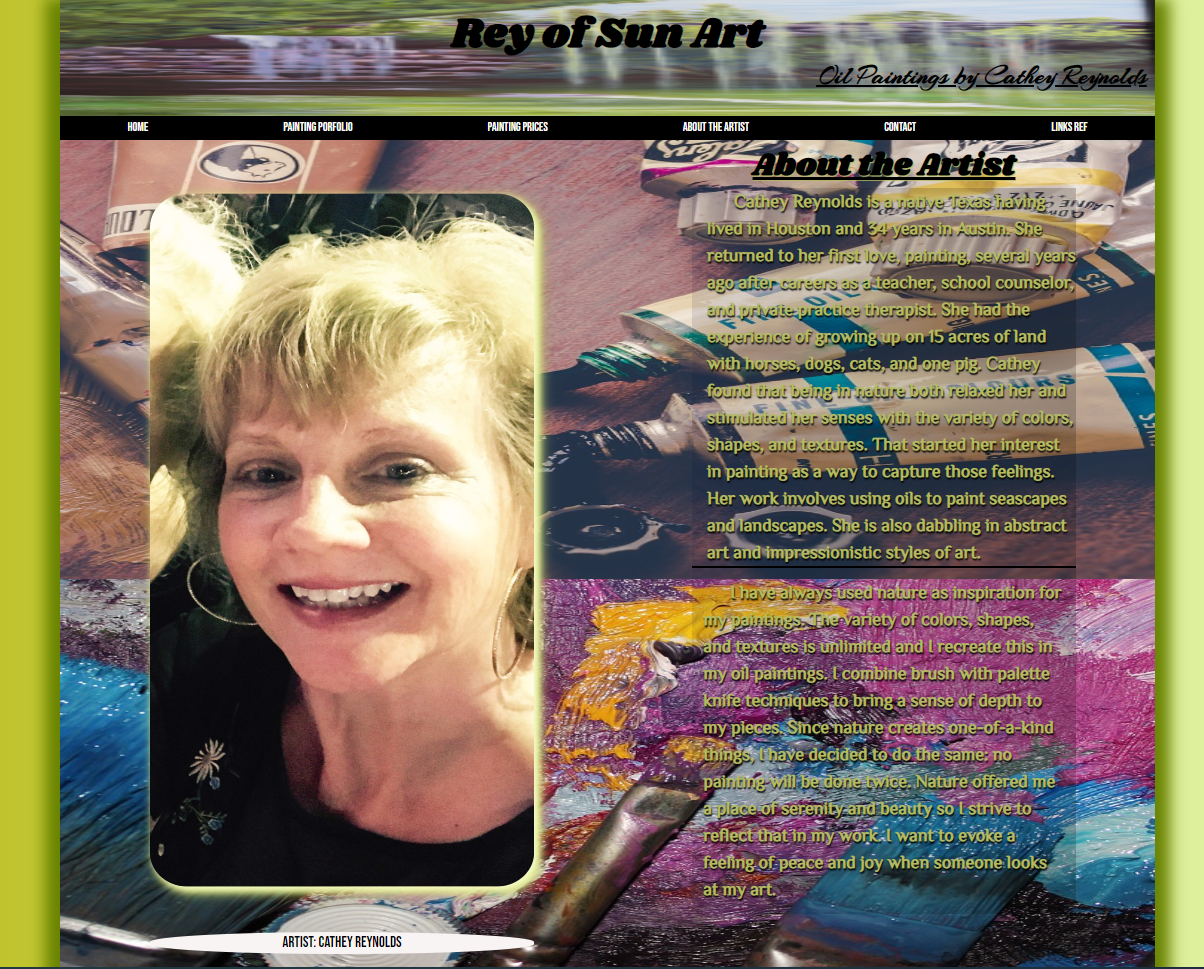 Rey of Sun Art
Oil Paintings by Cathey Reynolds
HOME PAINTING PORFOLIO PAINTING PRICES ABOUT THE ARTIST CONTACT LINKS REF
About the Artist
Cathey Reynolds is a native Texas having
lived in Houston and 34 years in Austin. She
returned to her first love, painting, several years
ago after careers as a teacher, school counselor,
and private practice therapist. She had the
experience of growing up on 15 acres of land
with horses, dogs, cats, and one pig. Cathey
found that being in nature both relaxed her and
stimulated her senses with the variety of colors,
shapes, and textures. That started her interest
in painting as a way to capture those feelings.
Her work involves using oils to paint seascapes
and landscapes. She is also dabbling in abstract
art and impressionistic styles of art.
I have always used nature as inspiration for
my paintings. The variety of colors, shapes,
and textures is unlimited and I recreate this in
my oil paintings. I combine brush with palette
knife techniques to bring a sense of depth to
my pieces. Since nature creates one-of-a-kind
things, I have decided to do the same: no
painting will be done twice. Nature offered me
a place of serenity and beauty so I strive to
reflect that in my work. I want to evoke a
feeling of peace and joy when someone looks
at my art.
ARTIST: CATHEY REYNOLDS